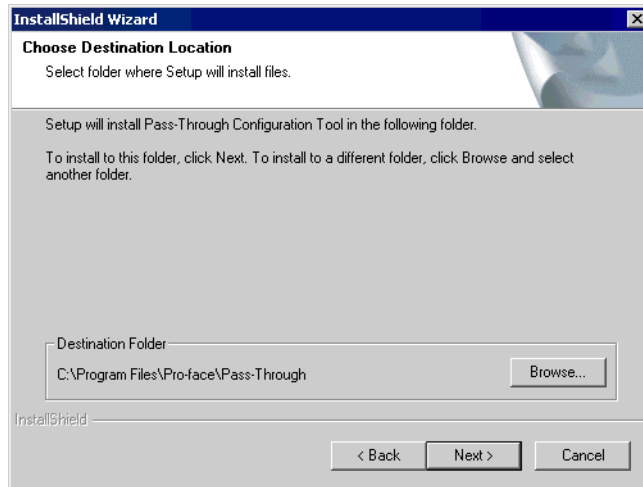 InstallShield Wizard
Choose Destination Location
Select folder where Setup will install files.
Setup will install Pass-Through Configuration Tool in the following folder.
To install to this folder, click Next. To install to a different folder, click Browse and select
another folder.
Destination Folder
C:\Program Files\Pro-face\Pass-Through
Browse...
InstallShield
< Back
Next >
Cancel